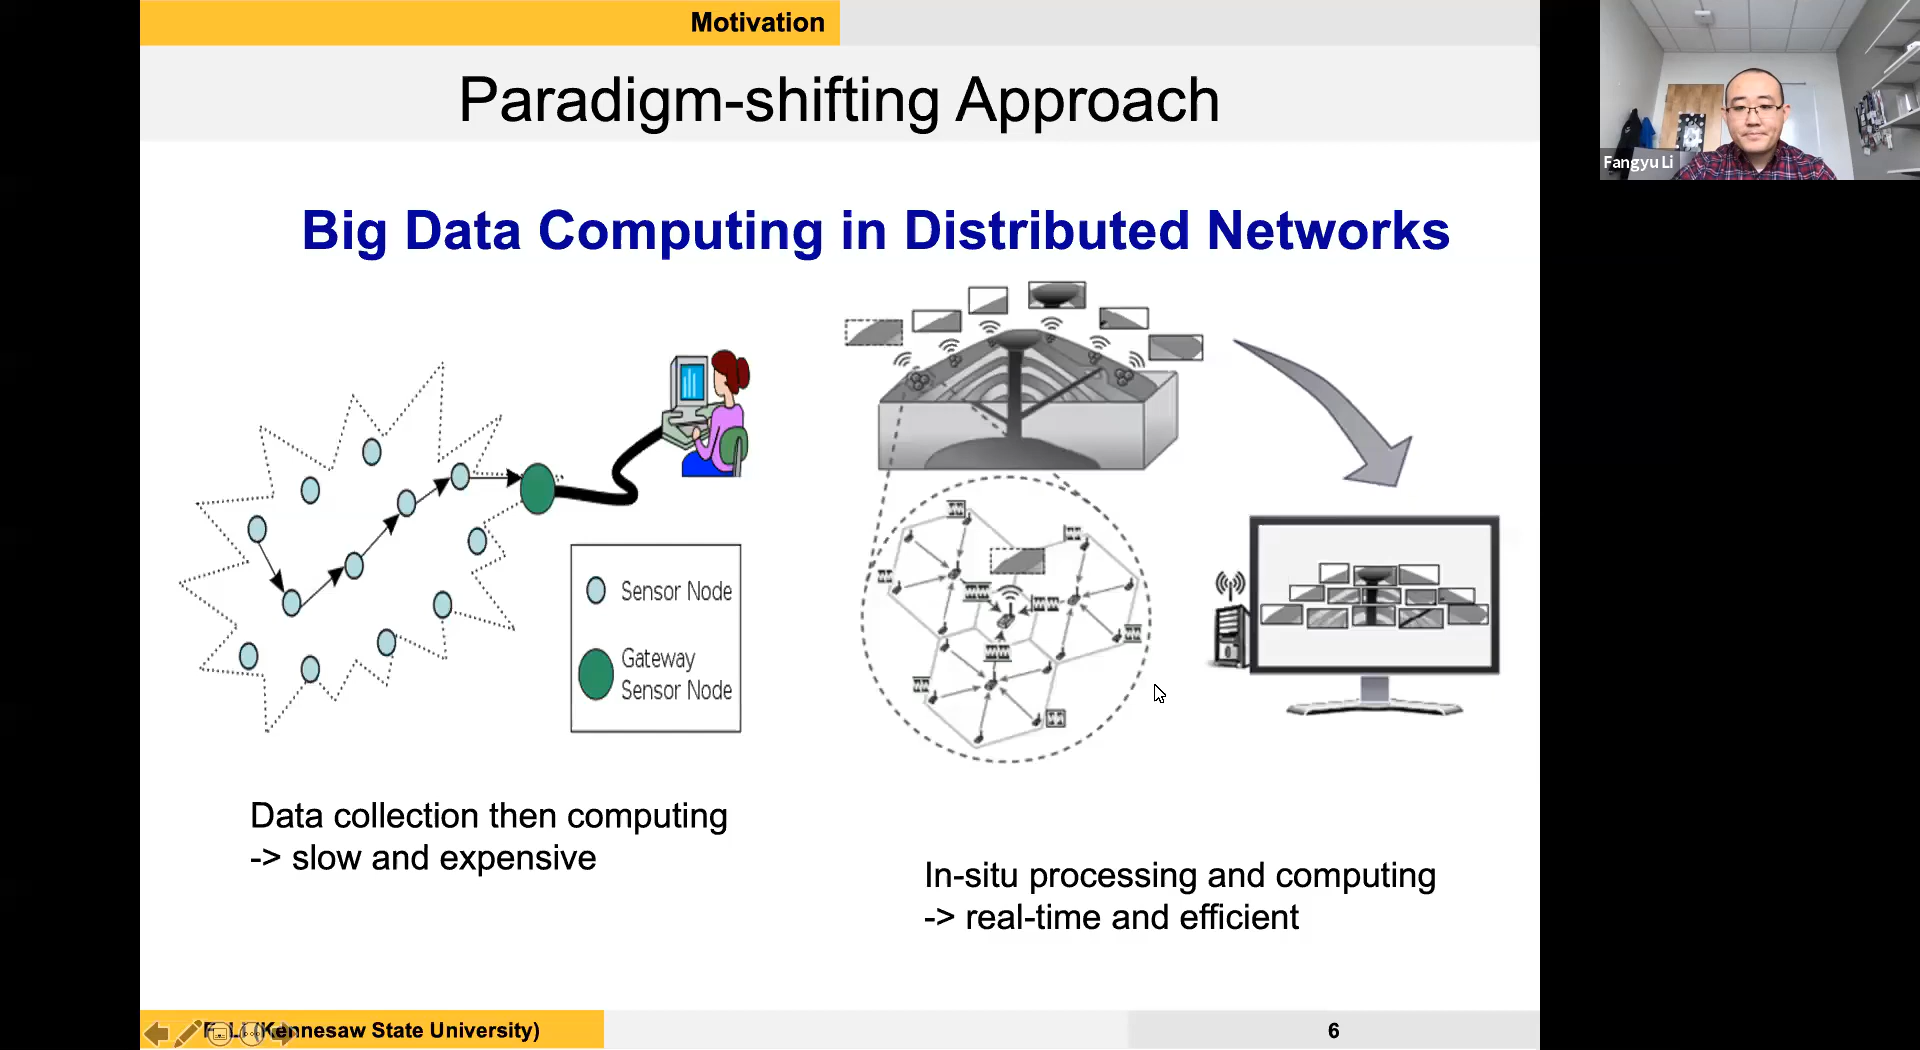 Motivation
Paradigm-shifting Approach
Fangyu Li
Big Data Computing in Distributed Networks
Sensor Node
Gateway
Sensor Node
Data collection then computing
-> slow and expensive
In-situ processing and computing
-> real-time and efficient
(Kennesaw State University)
6